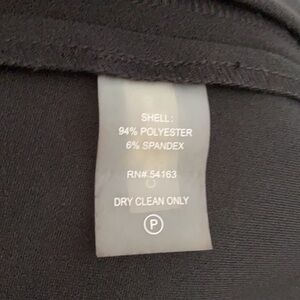 SHELL:
94% POLYESTER
6% SPANDEX
RN# 54163
DRY CLEAN ONLY
P